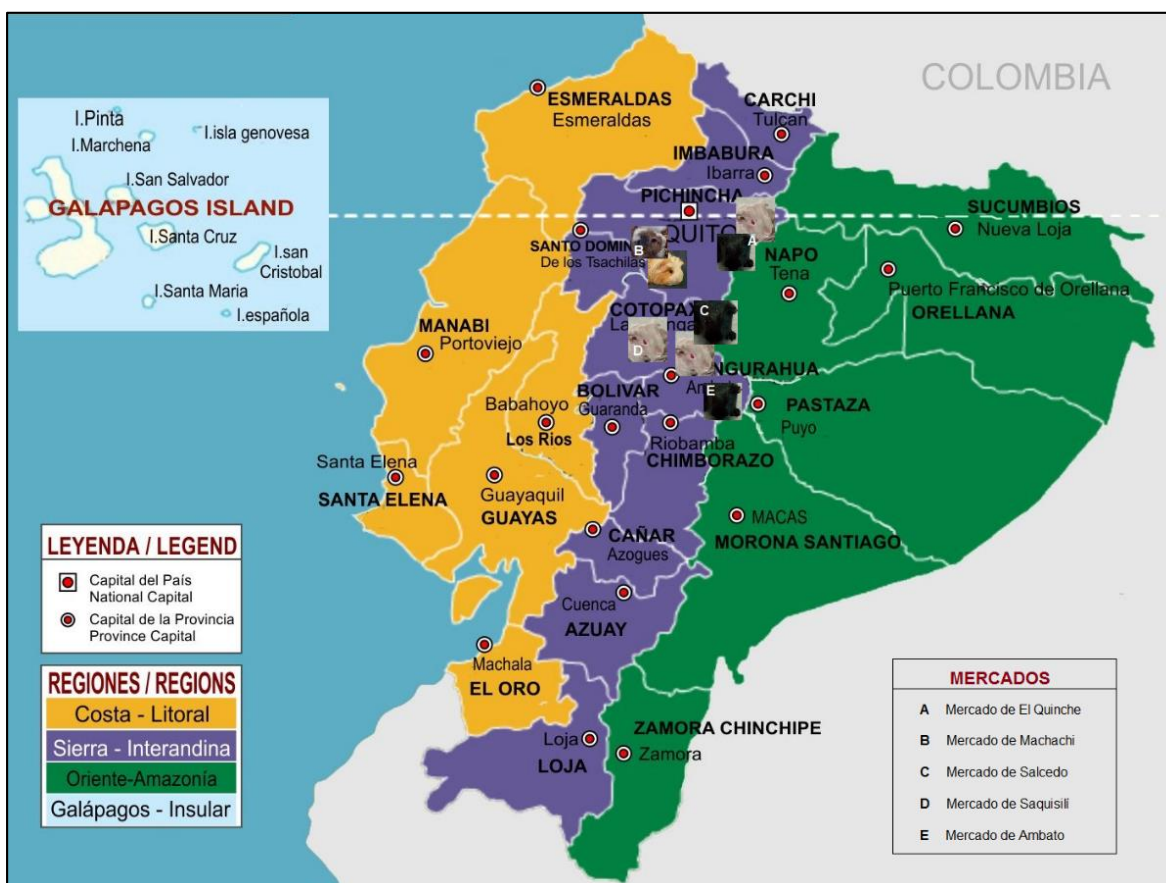 COLOMBIA
I.Pinta
I.isla genovesa
I.Marchena
I.San Salvador
GALAPAGOS ISLAND
I.Santa Cruz
I.san
Cristobal
I.Santa Maria
I.española
ESMERALDAS
Esmeraldas
CARCHI
Tulcan
IMBABURA
Ibarra
PICHINCHA
QUITO
A
SUCUMBIOS
Nueva Loja
SANTO DOMIN
De los Tsachilas
B
NAPO
Tena
Puerto Francisco de Orellana
ORELLANA
COTOPAX
C
D
MANABI
Portoviejo
NGURAHUA
E
BOLIVAR
Guaranda
PASTAZA
Puyo
Babahoyo
Los Rios
Riobamba
CHIMBORAZO
Santa Elena
SANTA ELENA
Guayaquil
GUAYAS
MACAS
MORONA SANTIAGO
CAÑAR
Azogues
Cuenca
AZUAY
Machala
EL ORO
Loja
LOJA
ZAMORA CHINCHIPE
Zamora
LEYENDA / LEGEND
Capital del País
National Capital
Capital de la Provincia
Province Capital
REGIONES / REGIONS
Costa - Litoral
Sierra - Interandina
Oriente-Amazonía
Galápagos - Insular
MERCADOS
A Mercado de El Quinche
B Mercado de Machachi
C Mercado de Salcedo
D Mercado de Saquisilí
E Mercado de Ambato